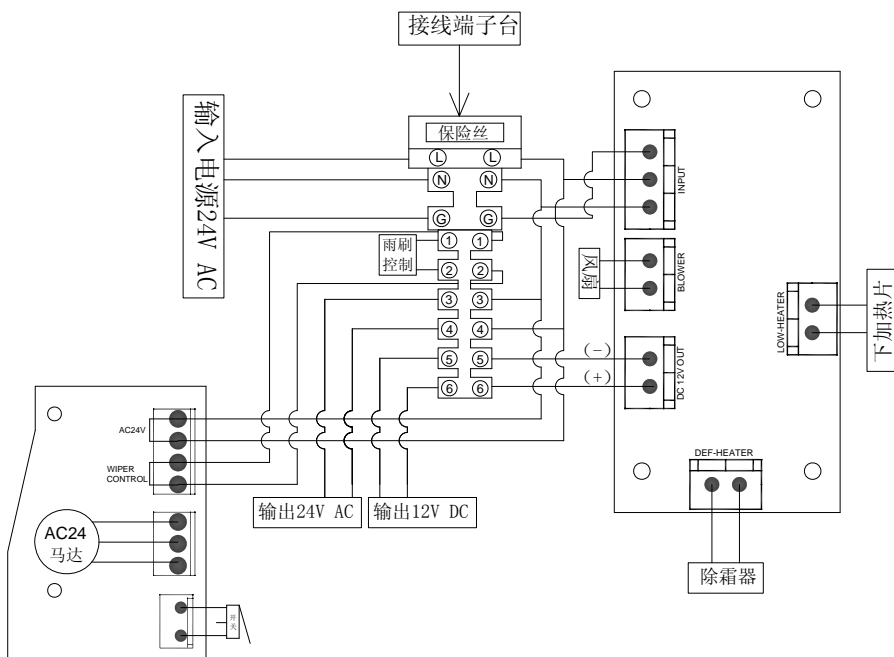 接线端子台
保险丝
L L
N N
G G
输入电源24V AC
雨刷
控制
1 1
2 2
3 3
4 4
5 5
6 6
(-)
(+)
INPUT
风扇
BLOWER
DC 12V OUT
LOW-HEATER
下加热片
DEF-HEATER
除霜器
AC24V
WIPER
CONTROL
输出24V AC
输出12V DC
AC24
马达
开
关